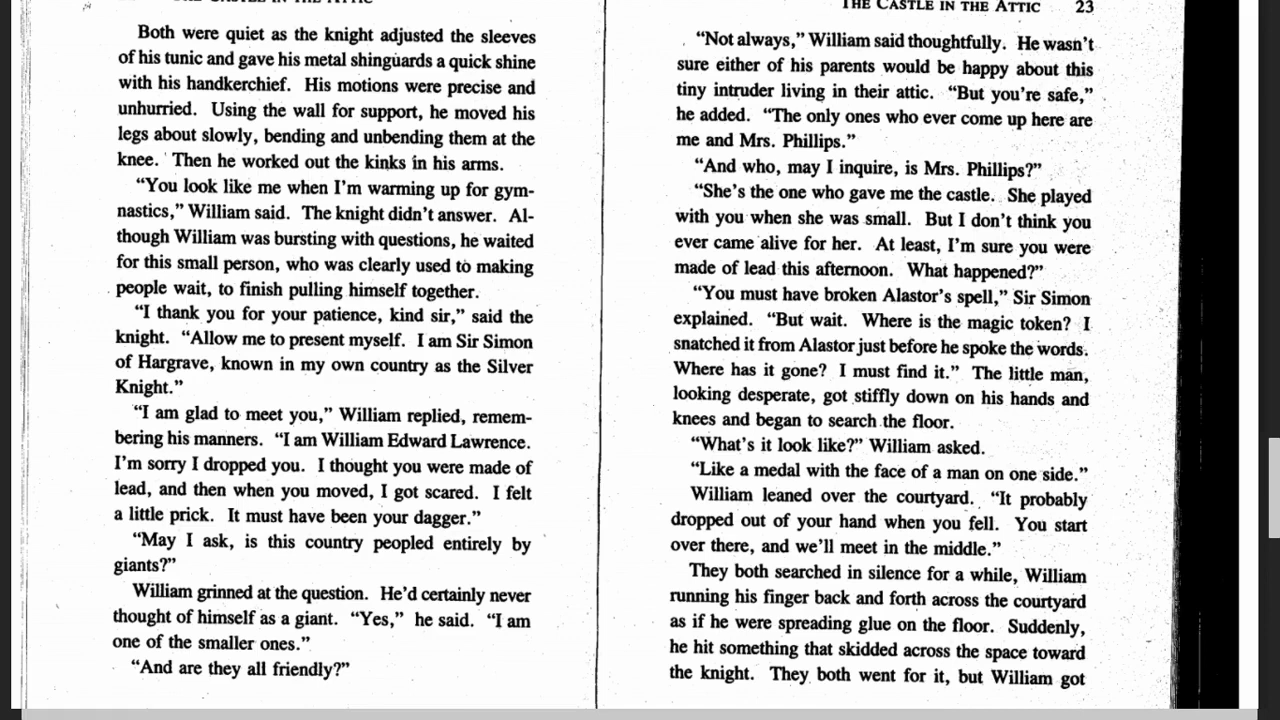 Both were quiet as the knight adjusted the sleeves
of his tunic and gave his metal shinguards a quick shine
with his handkerchief. His motions were precise and
unhurried. Using the wall for support, he moved his
legs about slowly, bending and unbending them at the
knee. Then he worked out the kinks in his arms.
“You look like me when I’m warming up for gym-
nastics,” William said. The knight didn’t answer. Al-
though William was bursting with questions, he waited
for this small person, who was clearly used to making
people wait, to finish pulling himself together.
“I thank you for your patience, kind sir,” said the
knight. “Allow me to present myself. I am Sir Simon
of Hargrave, known in my own country as the Silver
Knight.”
“I am glad to meet you,” William replied, remem-
bering his manners. “I am William Edward Lawrence.
I’m sorry I dropped you. I thought you were made of
lead, and then when you moved, I got scared. I felt
a little prick. It must have been your dagger.”
“May I ask, is this country peopled entirely by
giants?”
William grinned at the question. He’d certainly never
thought of himself as a giant. “Yes,” he said. “I am
one of the smaller ones.”
“And are they all friendly?”
THE CASTLE IN THE ATTIC 23
“Not always,” William said thoughtfully. He wasn’t
sure either of his parents would be happy about this
tiny intruder living in their attic. “But you’re safe,”
he added. “The only ones who ever come up here are
me and Mrs. Phillips.”
“And who, may I inquire, is Mrs. Phillips?”
“She’s the one who gave me the castle. She played
with you when she was small. But I don’t think you
ever came alive for her. At least, I’m sure you were
made of lead this afternoon. What happened?”
“You must have broken Alastor’s spell,” Sir Simon
explained. “But wait. Where is the magic token? I
snatched it from Alastor just before he spoke the words.
Where has it gone? I must find it.” The little man,
looking desperate, got stiffly down on his hands and
knees and began to search the floor.
“What’s it look like?” William asked.
“Like a medal with the face of a man on one side.”
William leaned over the courtyard. “It probably
dropped out of your hand when you fell. You start
over there, and we’ll meet in the middle.”
They both searched in silence for a while, William
running his finger back and forth across the courtyard
as if he were spreading glue on the floor. Suddenly,
he hit something that skidded across the space toward
the knight. They both went for it, but William got